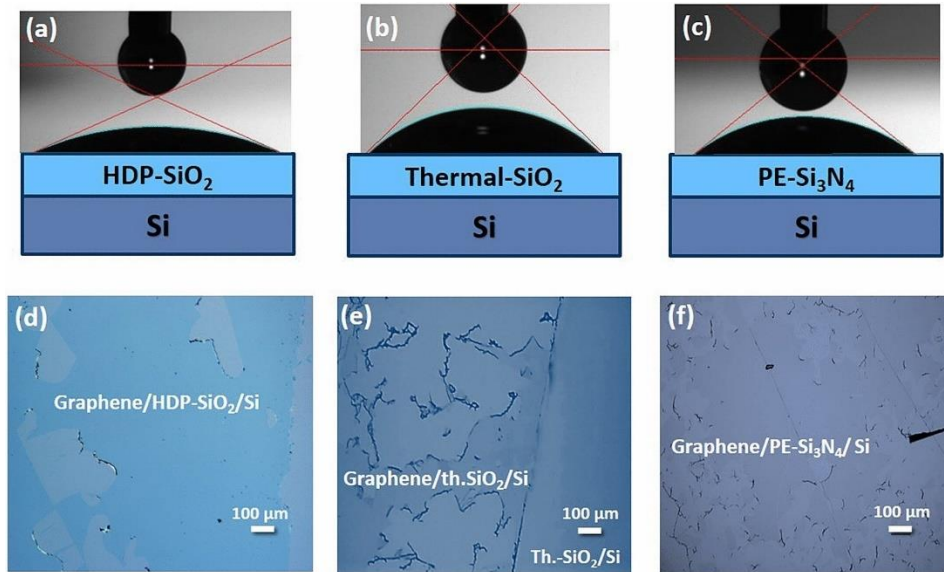 (a)
(b)
(c)
HDP-SiO₂
Thermal-SiO₂
PE-Si₃N₄
Si
Si
Si
(d)
(e)
(f)
Graphene/HDP-SiO₂/Si
Graphene/th.SiO₂/Si
Graphene/PE-Si₃N₄/ Si
100 µm
100 µm
100 µm
Th.-SiO₂/Si